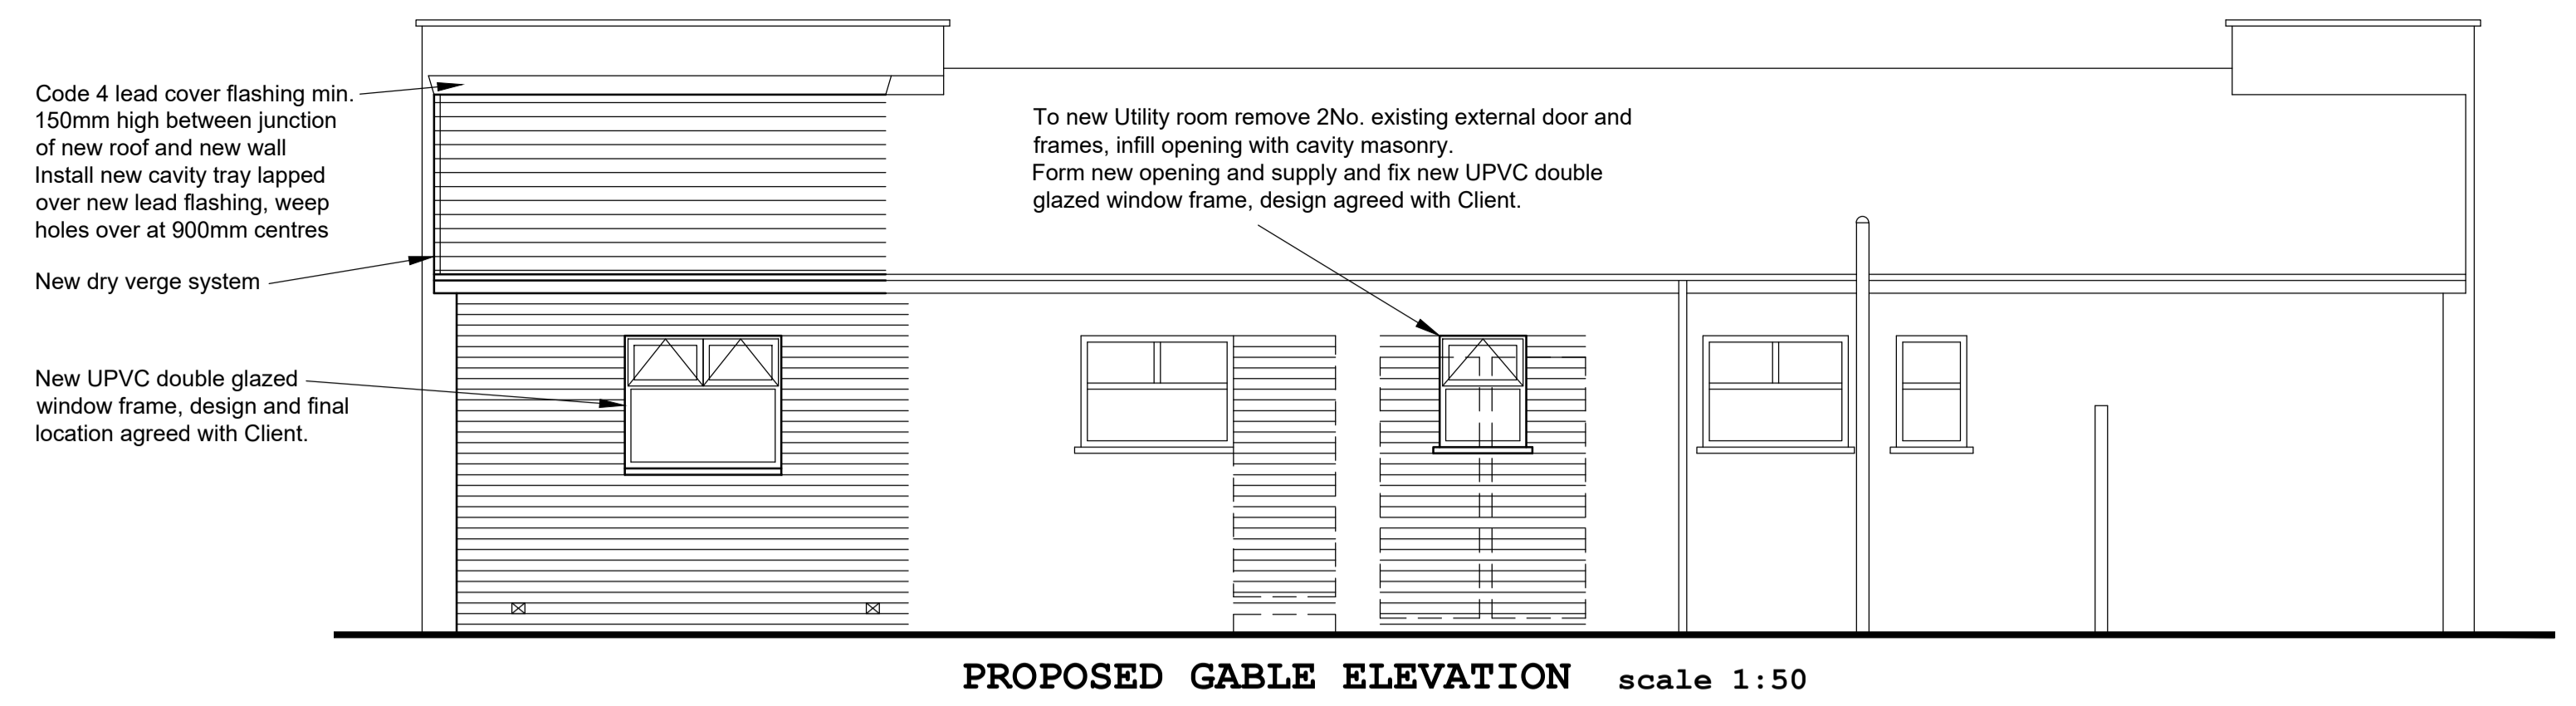 Code 4 lead cover flashing min.
150mm high between junction
of new roof and new wall
Install new cavity tray lapped
over new lead flashing, weep
holes over at 900mm centres
New dry verge system
New UPVC double glazed
window frame, design and final
location agreed with Client.
To new Utility room remove 2No. existing external door and
frames, infill opening with cavity masonry.
Form new opening and supply and fix new UPVC double
glazed window frame, design agreed with Client.
PROPOSED GABLE ELEVATION scale 1:50